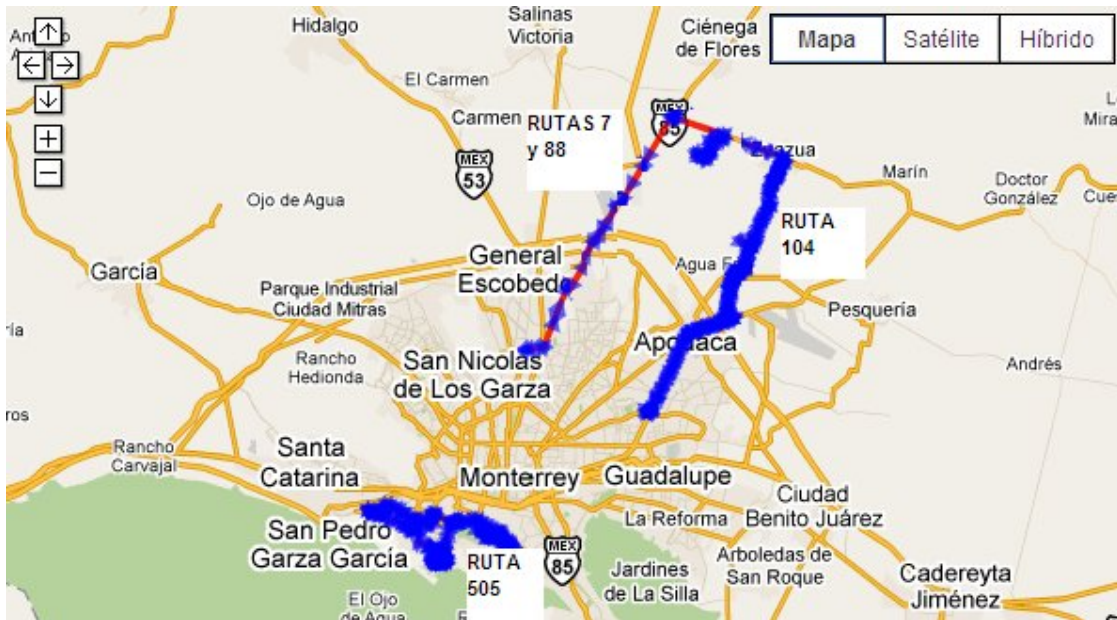 Hidalgo
Salinas
Victoria
Ciénega
de Flores
Mapa
Satélite
Híbrido
El Carmen
Carmen
RUTAS 7
y 88
MEX
85
MEX
53
Marín
Doctor
González
Ojo de Agua
RUTA
104
General
Escobedo
García
Parque Industrial
Ciudad Mitras
Pesquería
Apodaca
Rancho
Hedionda
San Nicolas
de Los Garza
Andrés
Rancho
Carvajal
Santa
Catarina
Monterrey
Guadalupe
Ciudad
Benito Juárez
La Reforma
San Pedro
Garza García
RUTA
505
MEX
85
Jardines
de La Silla
Arboledas de
San Roque
Cadereyta
Jiménez
El Ojo
de Agua